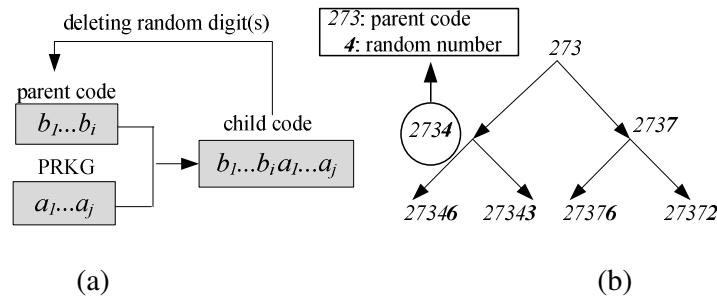 deleting random digit(s)
parent code
b1...bi
PRKG
a1...aj
child code
b1...bia1...aj
(a)
273: parent code
4: random number
273
2734
2737
27346
27343
27376
27372
(b)